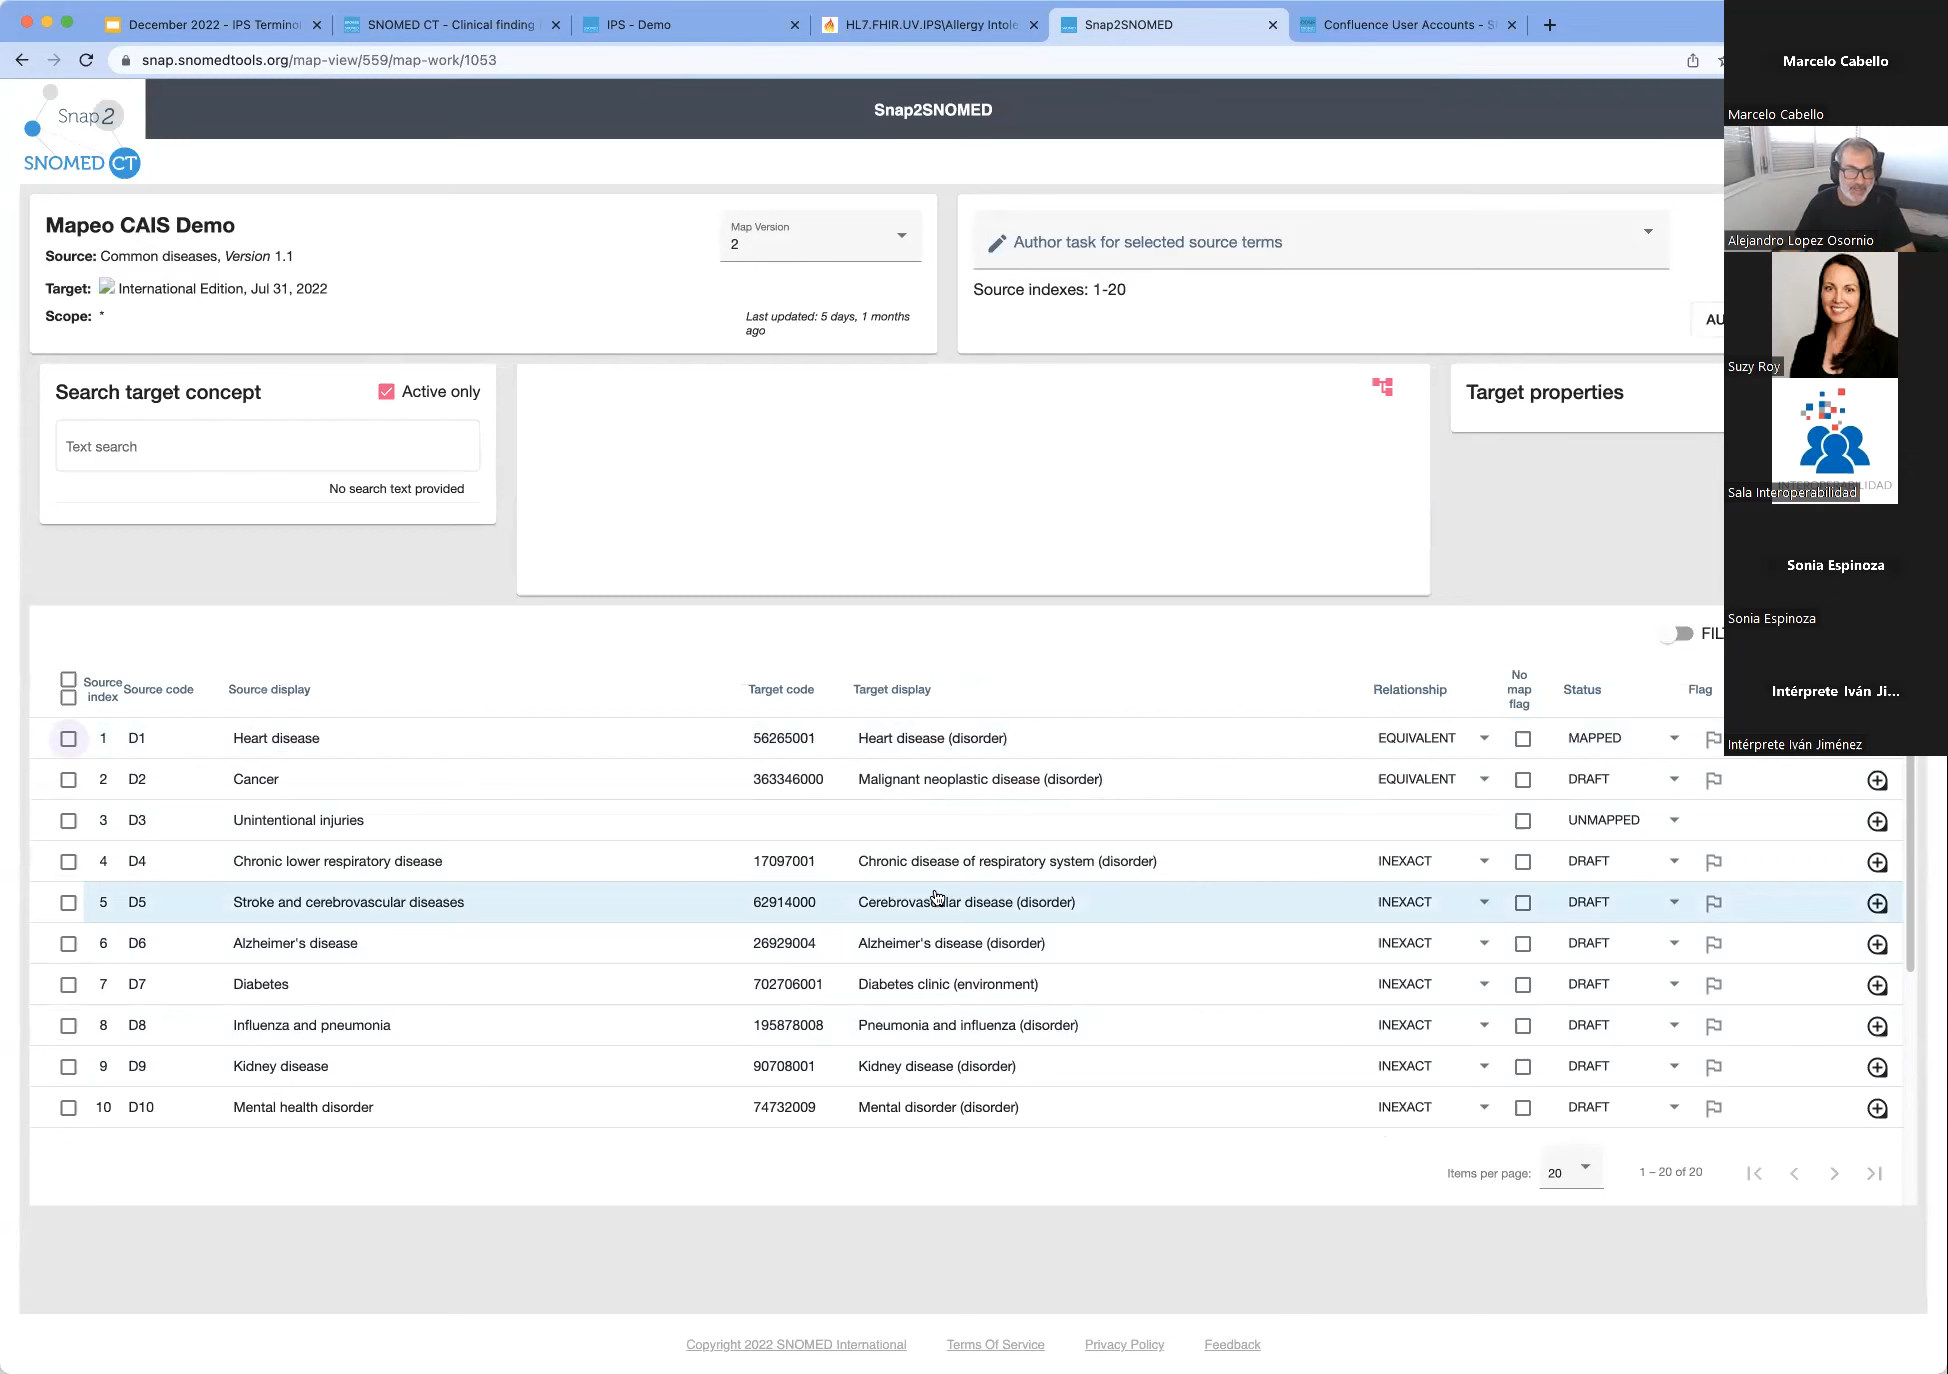 December 2022 - IPS Terminol
SNOMED CT - Clinical finding
IPS - Demo
HL7.FHIR.UV.IPS\Allergy Intole
Snap2SNOMED
Confluence User Accounts - S
snap.snomedtools.org/map-view/559/map-work/1053
Snap 2
SNOMED CT
Snap2SNOMED
Mapeo CAIS Demo
Source: Common diseases, Version 1.1
Target: International Edition, Jul 31, 2022
Scope: *
Map Version
2
Last updated: 5 days, 1 months
ago
Author task for selected source terms
Source indexes: 1-20
AU
Search target concept
Active only
Text search
No search text provided
Target properties
FIL
Source index Source code Source display Target code Target display Relationship No map flag Status Flag
1 D1 Heart disease 56265001 Heart disease (disorder) EQUIVALENT MAPPED
2 D2 Cancer 363346000 Malignant neoplastic disease (disorder) EQUIVALENT DRAFT
3 D3 Unintentional injuries UNMAPPED
4 D4 Chronic lower respiratory disease 17097001 Chronic disease of respiratory system (disorder) INEXACT DRAFT
5 D5 Stroke and cerebrovascular diseases 62914000 Cerebrovascular disease (disorder) INEXACT DRAFT
6 D6 Alzheimer's disease 26929004 Alzheimer's disease (disorder) INEXACT DRAFT
7 D7 Diabetes 702706001 Diabetes clinic (environment) INEXACT DRAFT
8 D8 Influenza and pneumonia 195878008 Pneumonia and influenza (disorder) INEXACT DRAFT
9 D9 Kidney disease 90708001 Kidney disease (disorder) INEXACT DRAFT
10 D10 Mental health disorder 74732009 Mental disorder (disorder) INEXACT DRAFT
Items per page: 20 1 – 20 of 20
Copyright 2022 SNOMED International Terms Of Service Privacy Policy Feedback
Marcelo Cabello
Marcelo Cabello
Alejandro Lopez Osornio
Suzy Roy
INTEROPERABILIDAD
Sala Interoperabilidad
Sonia Espinoza
Sonia Espinoza
Intérprete Iván Ji...
Intérprete Iván Jiménez